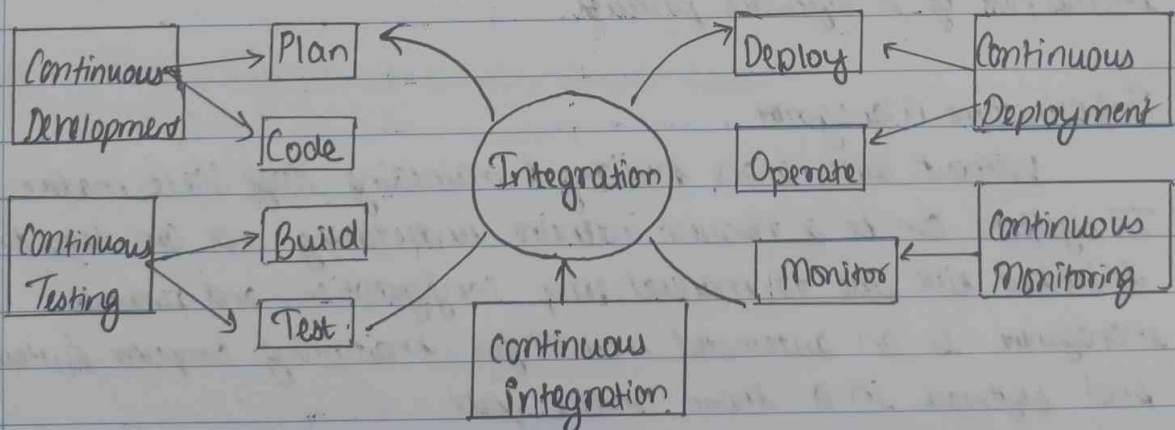 Continuous
Development
Plan
Code
Continuous
Testing
Build
Test.
Integration
continuous
integration
Deploy
Operate
Monitor
Continuous
Deployment
Continuous
Monitoring